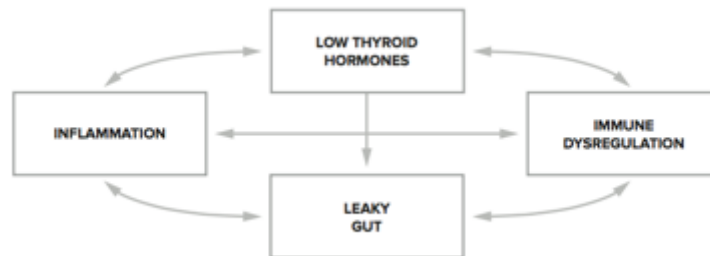 LOW THYROID
HORMONES
INFLAMMATION
IMMUNE
DYSREGULATION
LEAKY
GUT